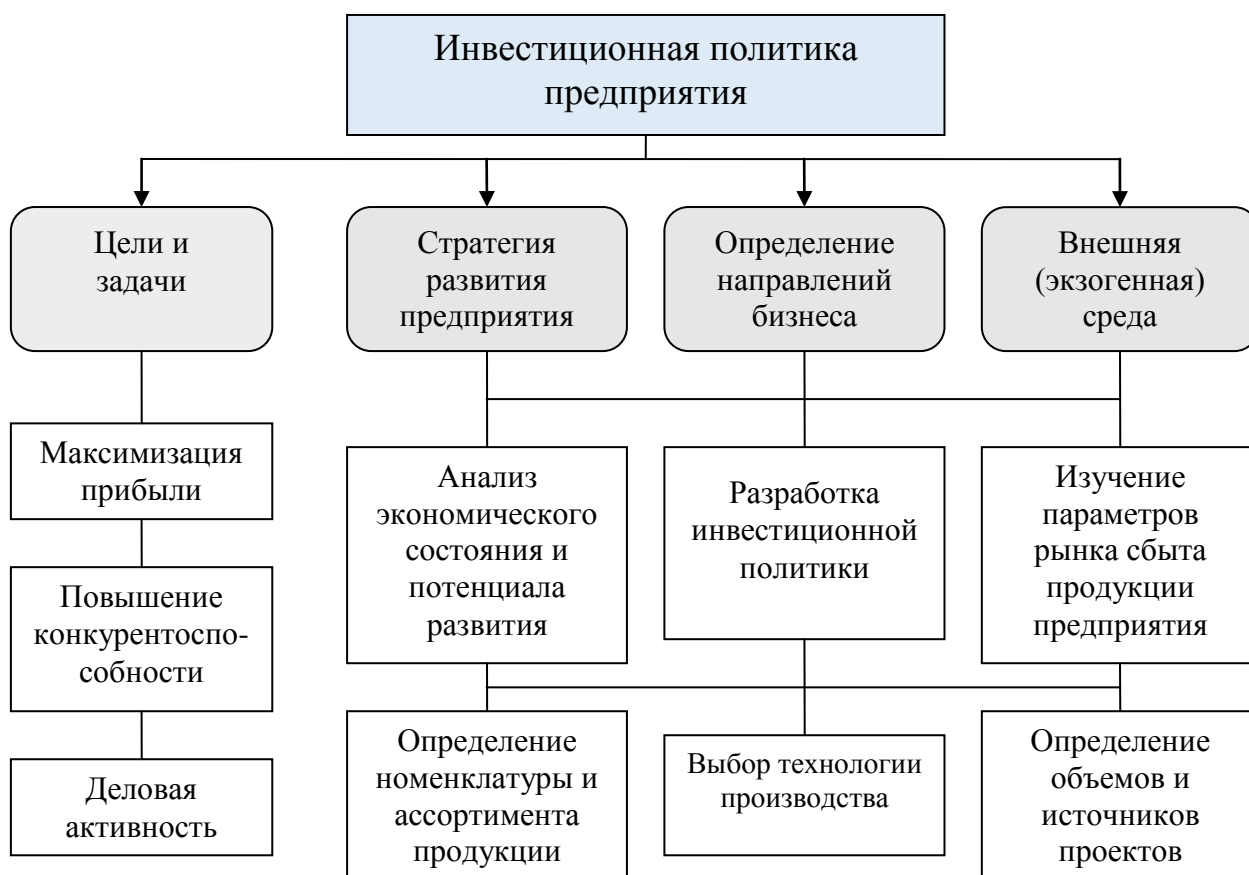 Инвестиционная политика
предприятия
Цели и
задачи
Стратегия
развития
предприятия
Определение
направлений
бизнеса
Внешняя
(экзогенная)
среда
Максимизация
прибыли
Повышение
конкурентоспо-
собности
Деловая
активность
Анализ
экономического
состояния и
потенциала
развития
Разработка
инвестиционной
политики
Изучение
параметров
рынка сбыта
продукции
предприятия
Определение
номенклатуры и
ассортимента
продукции
Выбор технологии
производства
Определение
объемов и
источников
проектов